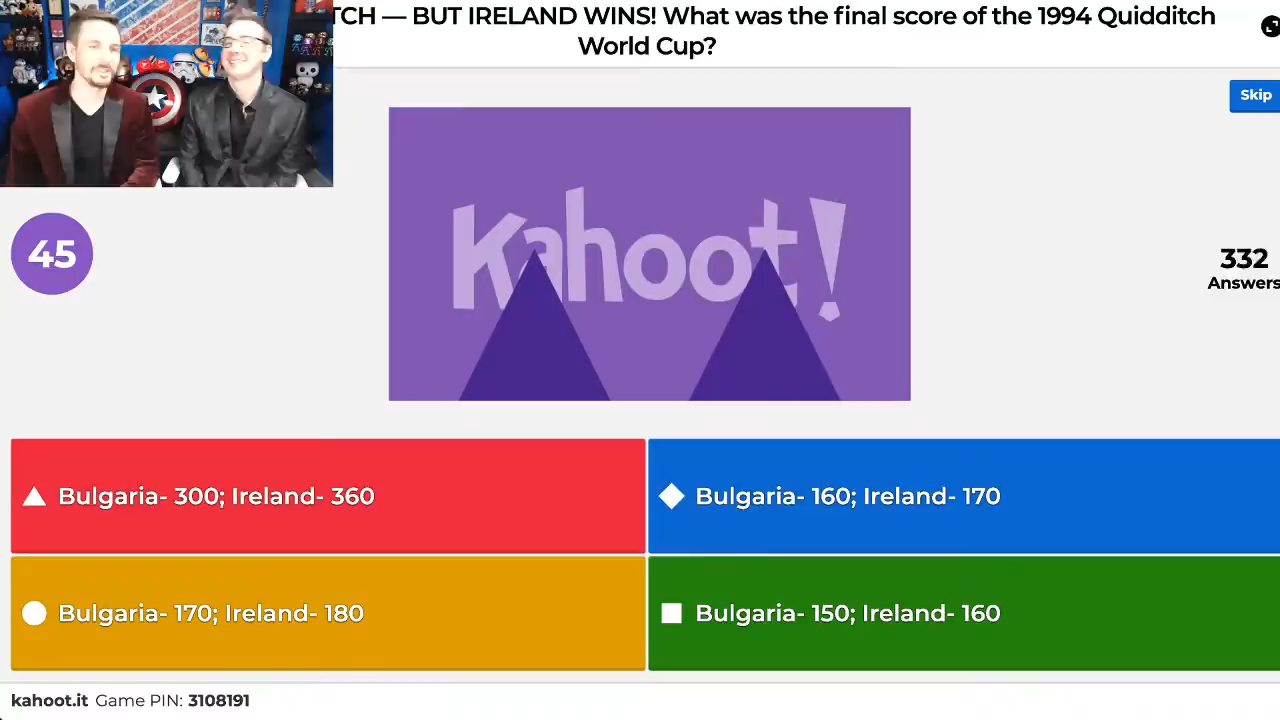 TCH — BUT IRELAND WINS! What was the final score of the 1994 Quidditch
World Cup?
Skip
Kahoot!
45
332
Answers
Bulgaria- 300; Ireland- 360
Bulgaria- 160; Ireland- 170
Bulgaria- 170; Ireland- 180
Bulgaria- 150; Ireland- 160
kahoot.it Game PIN: 3108191